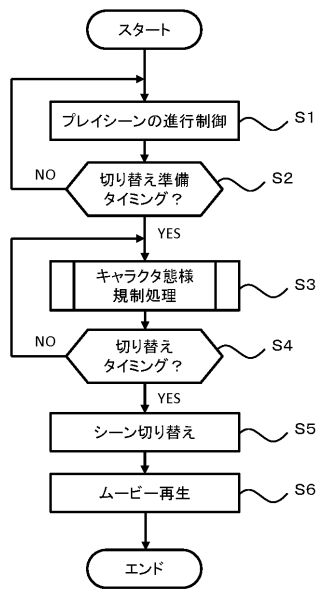 スタート
プレイシーンの進行制御
S1
NO
切り替え準備
タイミング？
S2
YES
キャラクタ態様
規制処理
S3
NO
切り替え
タイミング？
S4
YES
シーン切り替え
S5
ムービー再生
S6
エンド